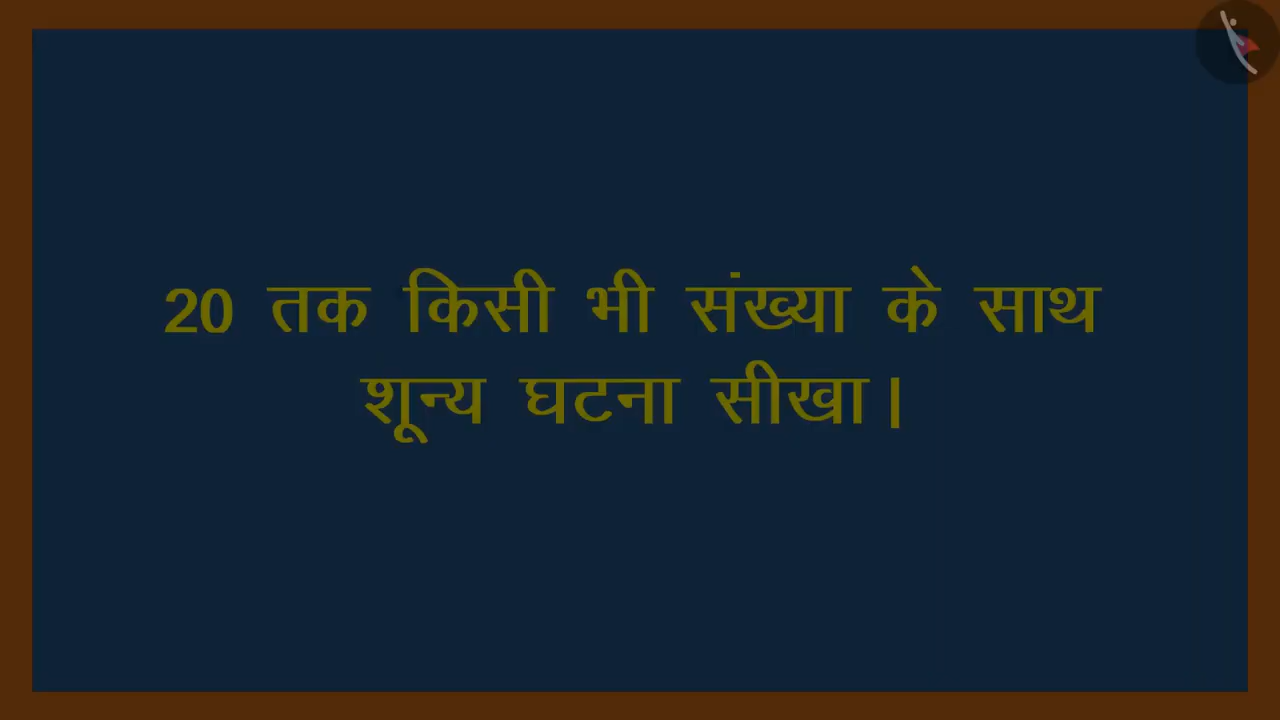 20 तक किसी भी संख्या के साथ
शून्य घटना सीखा।